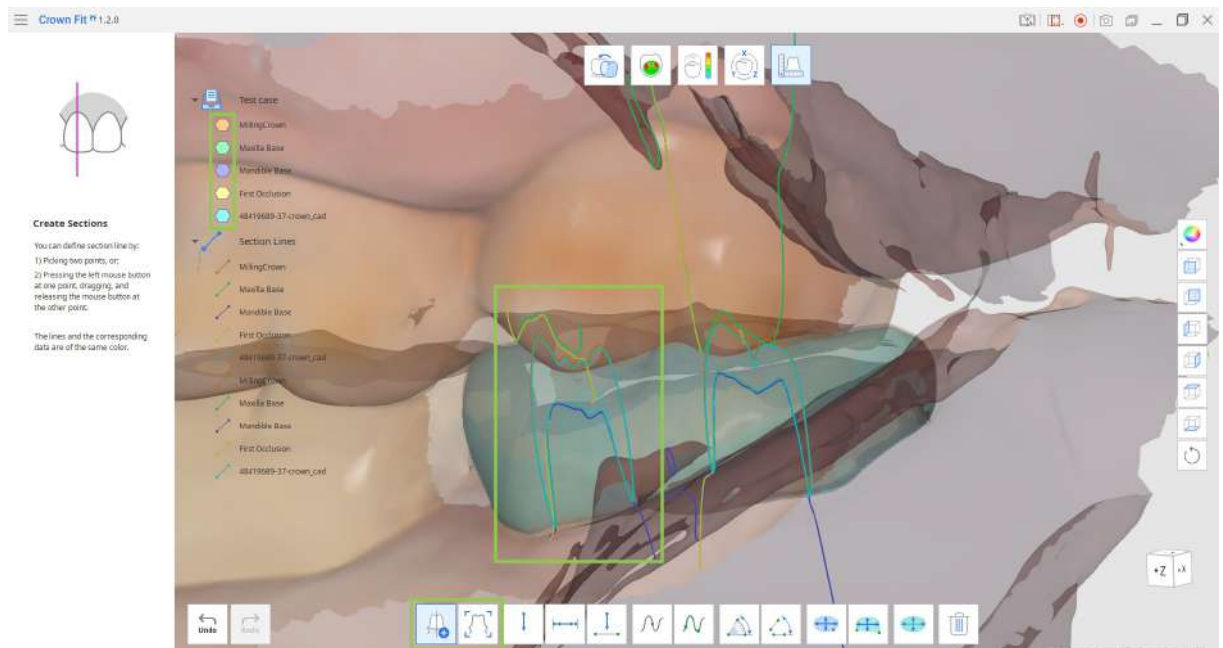 Crown Fit 1.2.0
Create Sections
You can define section line by:
1) Picking two points, or;
2) Pressing the left mouse button
at one point, dragging, and
releasing the mouse button at
the other point.
The lines and the corresponding
data are of the same color.
Test case
MillingCrown
Maxilla Base
Mandible Base
First Occlusion
48419689-37-crown_cad
Section Lines
MillingCrown
Maxilla Base
Mandible Base
First Occlusion
48419689-37-crown_cad
MillingCrown
Maxilla Base
Mandible Base
First Occlusion
48419689-37-crown_cad
X
Y
Z
+Z
+X
Undo
Redo